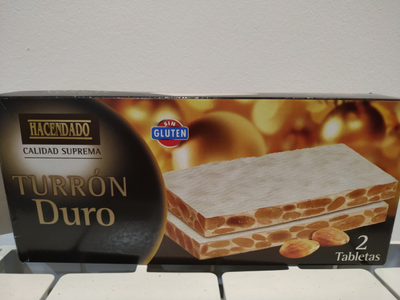 HACENDADO
CALIDAD SUPREMA
TURRÓN
Duro
SIN
GLUTEN
2
Tabletas